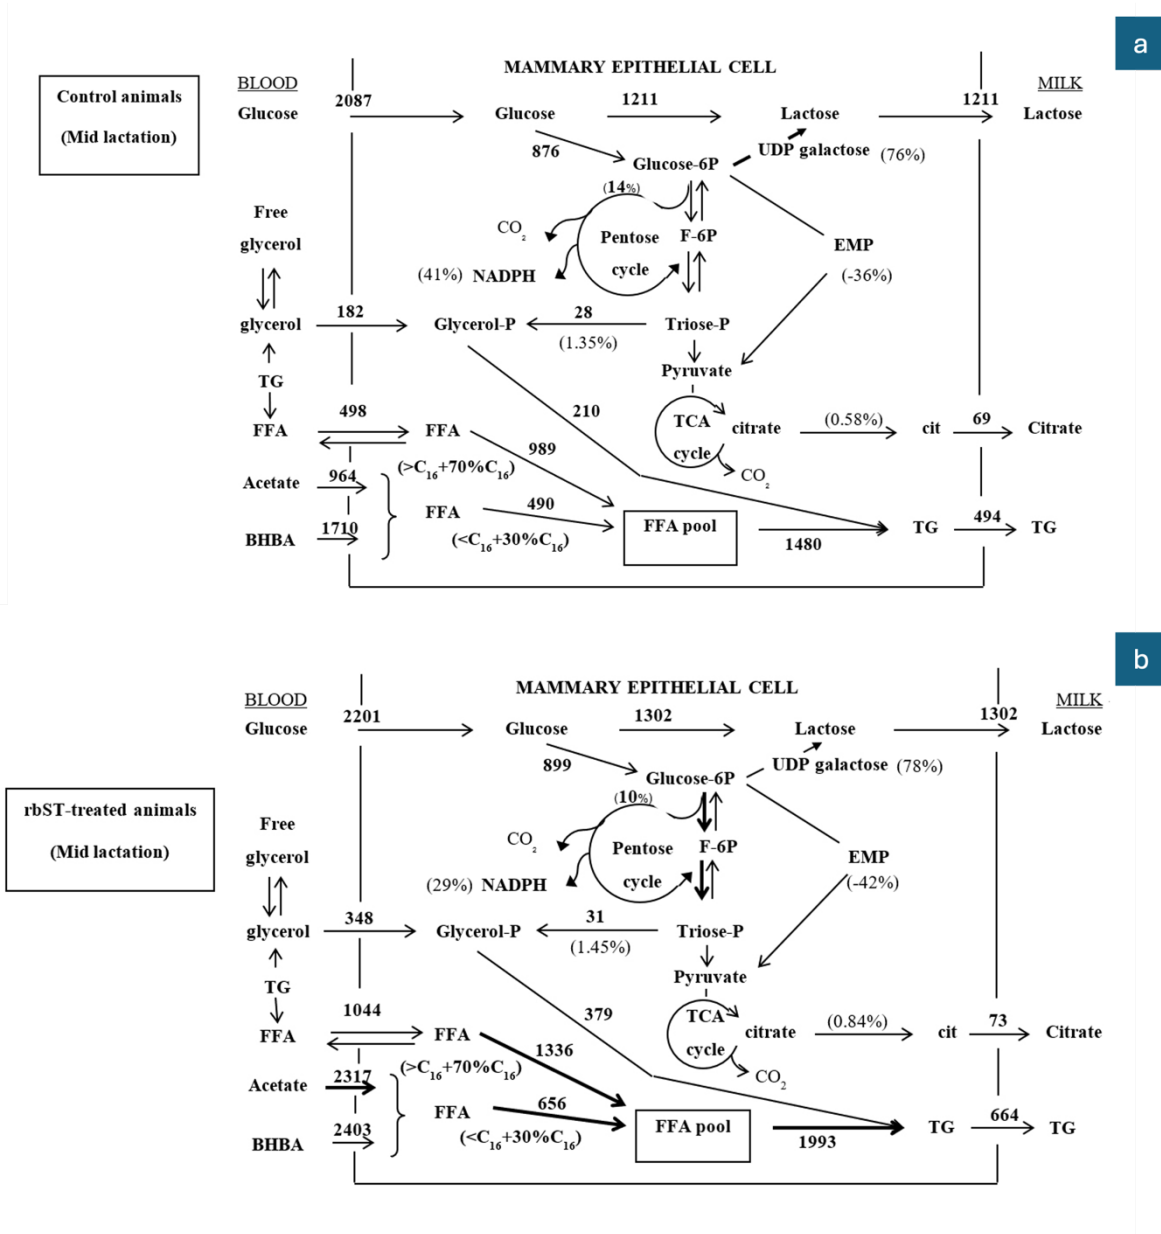 a
MAMMARY EPITHELIAL CELL
Control animals
(Mid lactation)
BLOOD
MILK
Glucose
2087
Glucose
1211
Lactose
1211
Lactose
876
Glucose-6P
UDP galactose (76%)
(14%)
CO2
Pentose
cycle
F-6P
EMP
(-36%)
(41%) NADPH
Free
glycerol
glycerol
182
Glycerol-P
28
(1.35%)
Triose-P
TG
Pyruvate
FFA
498
FFA
(>C16+70%C16)
989
210
TCA
cycle
citrate
(0.58%)
cit
69
Citrate
CO2
Acetate
964
BHBA
1710
FFA
(<C16+30%C16)
490
FFA pool
1480
TG
494
TG
b
MAMMARY EPITHELIAL CELL
BLOOD
MILK
Glucose
2201
Glucose
1302
Lactose
1302
Lactose
899
Glucose-6P
UDP galactose (78%)
rbST-treated animals
(Mid lactation)
(10%)
CO2
Pentose
cycle
F-6P
EMP
(-42%)
(29%) NADPH
Free
glycerol
glycerol
348
Glycerol-P
31
(1.45%)
Triose-P
TG
Pyruvate
FFA
1044
FFA
(>C16+70%C16)
1336
379
TCA
cycle
citrate
(0.84%)
cit
73
Citrate
CO2
Acetate
2317
BHBA
2403
FFA
(<C16+30%C16)
656
FFA pool
1993
TG
664
TG